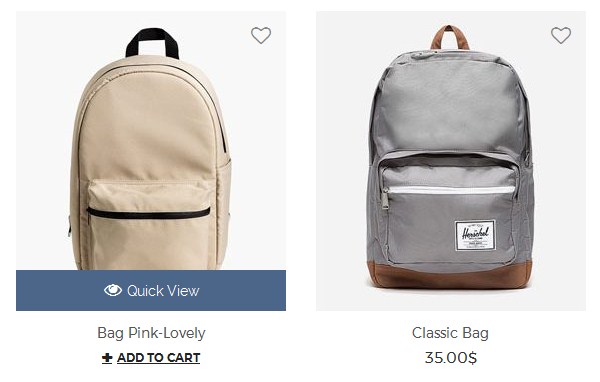 Herschel
Quick View
Bag Pink-Lovely
Classic Bag
+ ADD TO CART
35.00$